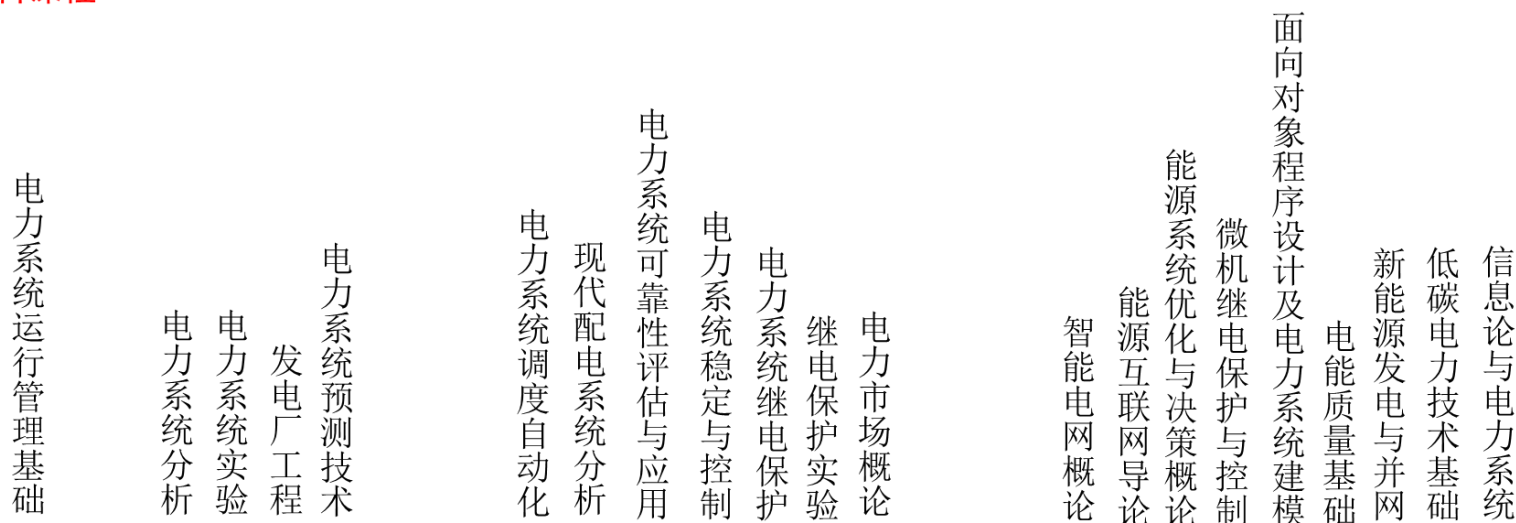 电力系统运行管理基础
电力系统分析
电力系统实验
发电厂工程
电力系统预测技术
电力系统调度自动化
现代配电系统分析
电力系统可靠性评估与应用
电力系统稳定与控制
电力系统继电保护
继电保护实验
电力市场概论
智能电网概论
能源互联网导论
能源系统优化与决策概论
微机继电保护与控制
面向对象程序设计及电力系统建模
电能质量基础
新能源发电与并网
低碳电力技术基础
信息论与电力系统